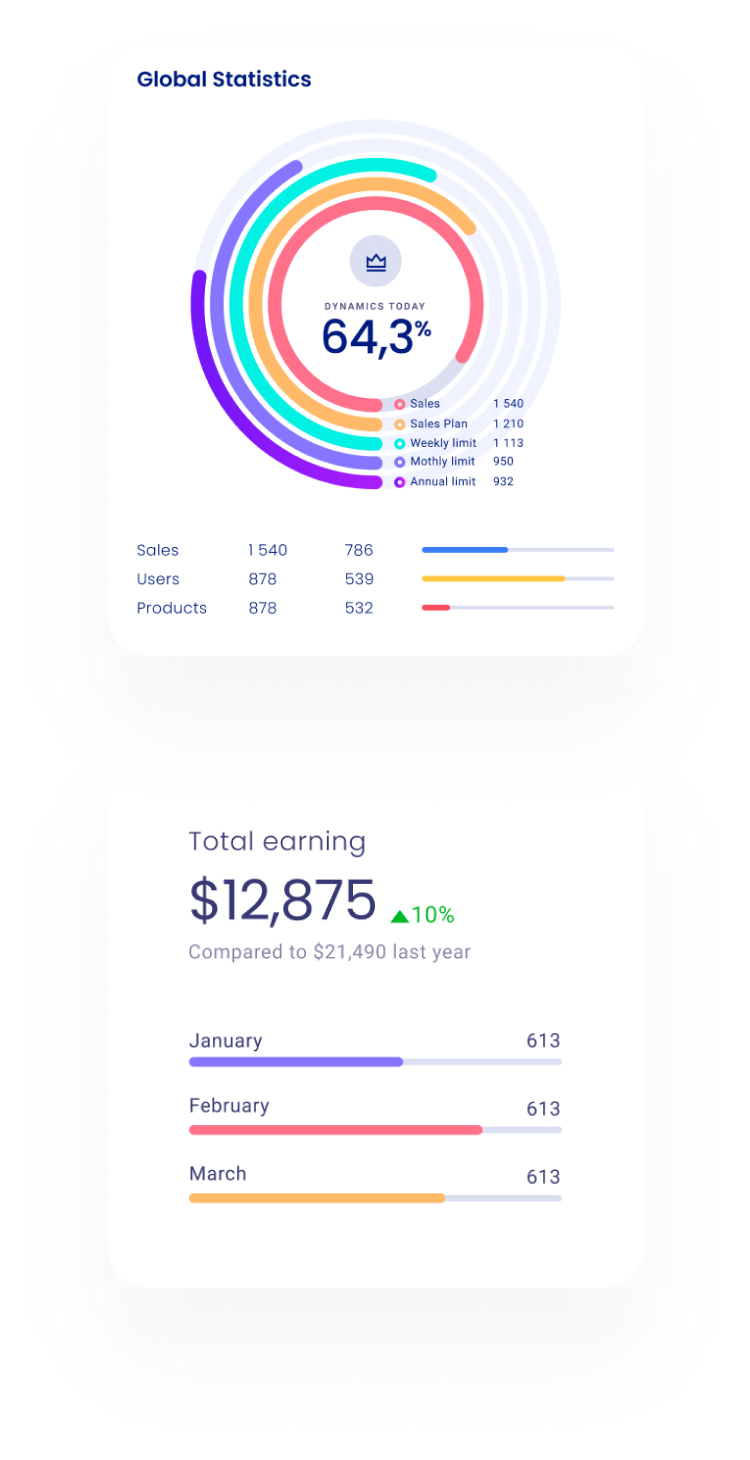 Global Statistics
DYNAMICS TODAY
64,3%
Sales 1 540
Sales Plan 1 210
Weekly limit 1 113
Mothly limit 950
Annual limit 932
Sales 1 540 786
Users 878 539
Products 878 532
Total earning
$12,875 ▲10%
Compared to $21,490 last year
January 613
February 613
March 613